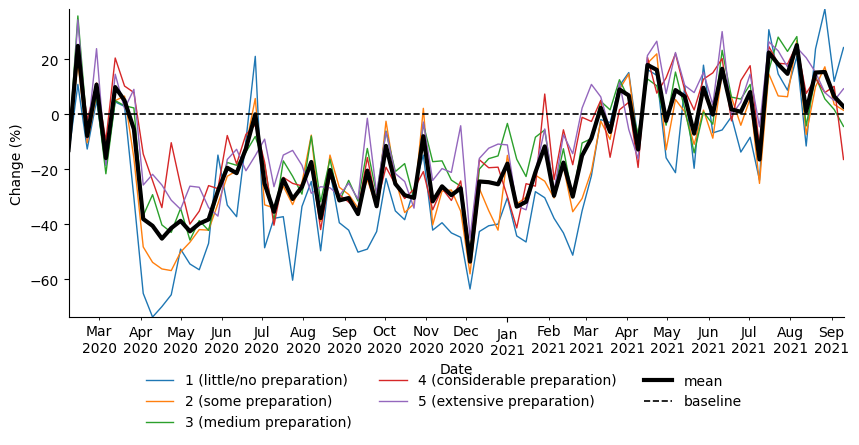 Change (%)
20
0
−20
−40
−60
Mar Apr May Jun Jul Aug Sep Oct Nov Dec Jan Feb Mar Apr May Jun Jul Aug Sep
2020 2020 2020 2020 2020 2020 2020 2020 2020 2020 2021 2021 2021 2021 2021 2021 2021 2021 2021
Date
1 (little/no preparation) 4 (considerable preparation) mean
2 (some preparation) 5 (extensive preparation) baseline
3 (medium preparation)